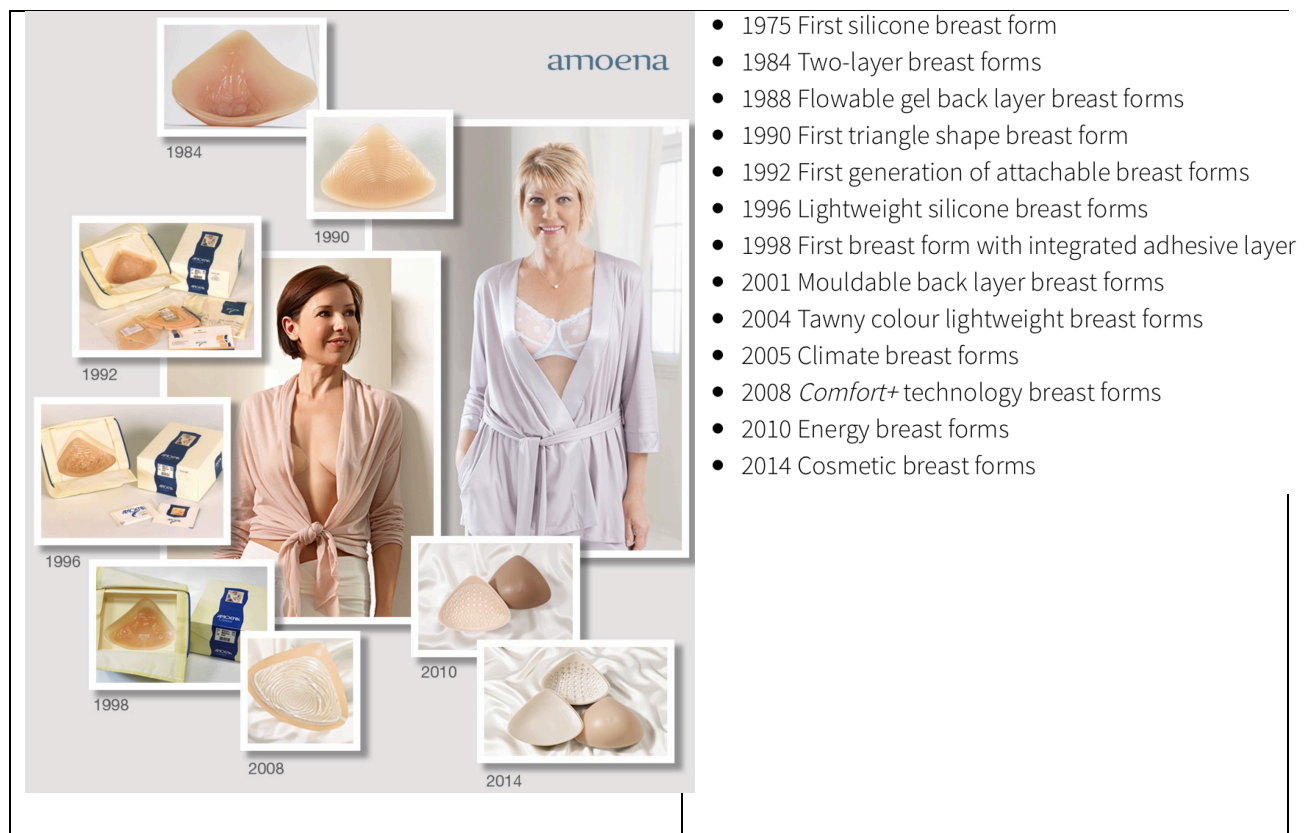 amoena
1984
1990
1992
1996
1998
2008
2010
2014
1975 First silicone breast form
1984 Two-layer breast forms
1988 Flowable gel back layer breast forms
1990 First triangle shape breast form
1992 First generation of attachable breast forms
1996 Lightweight silicone breast forms
1998 First breast form with integrated adhesive layer
2001 Mouldable back layer breast forms
2004 Tawny colour lightweight breast forms
2005 Climate breast forms
2008 Comfort+ technology breast forms
2010 Energy breast forms
2014 Cosmetic breast forms